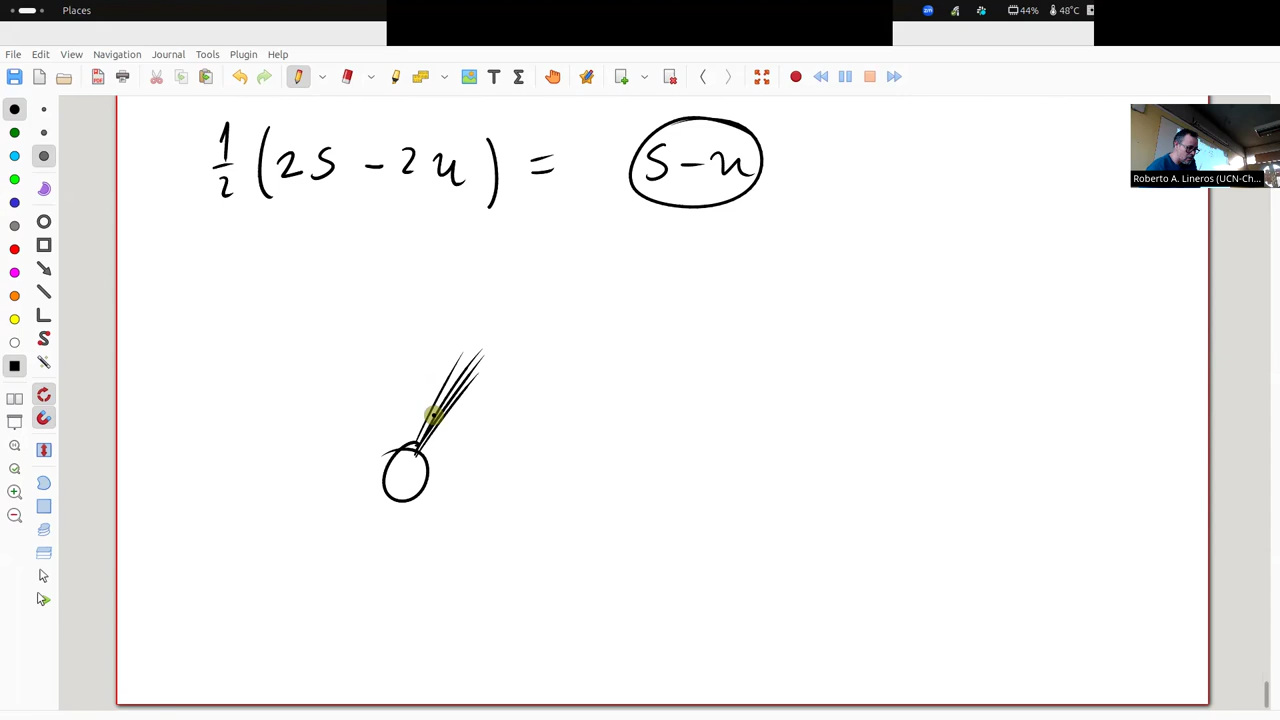 Places
44% 48°C
File Edit View Navigation Journal Tools Plugin Help
½(2s − 2u) = s−u
Roberto A. Lineros (UCN-Ch...